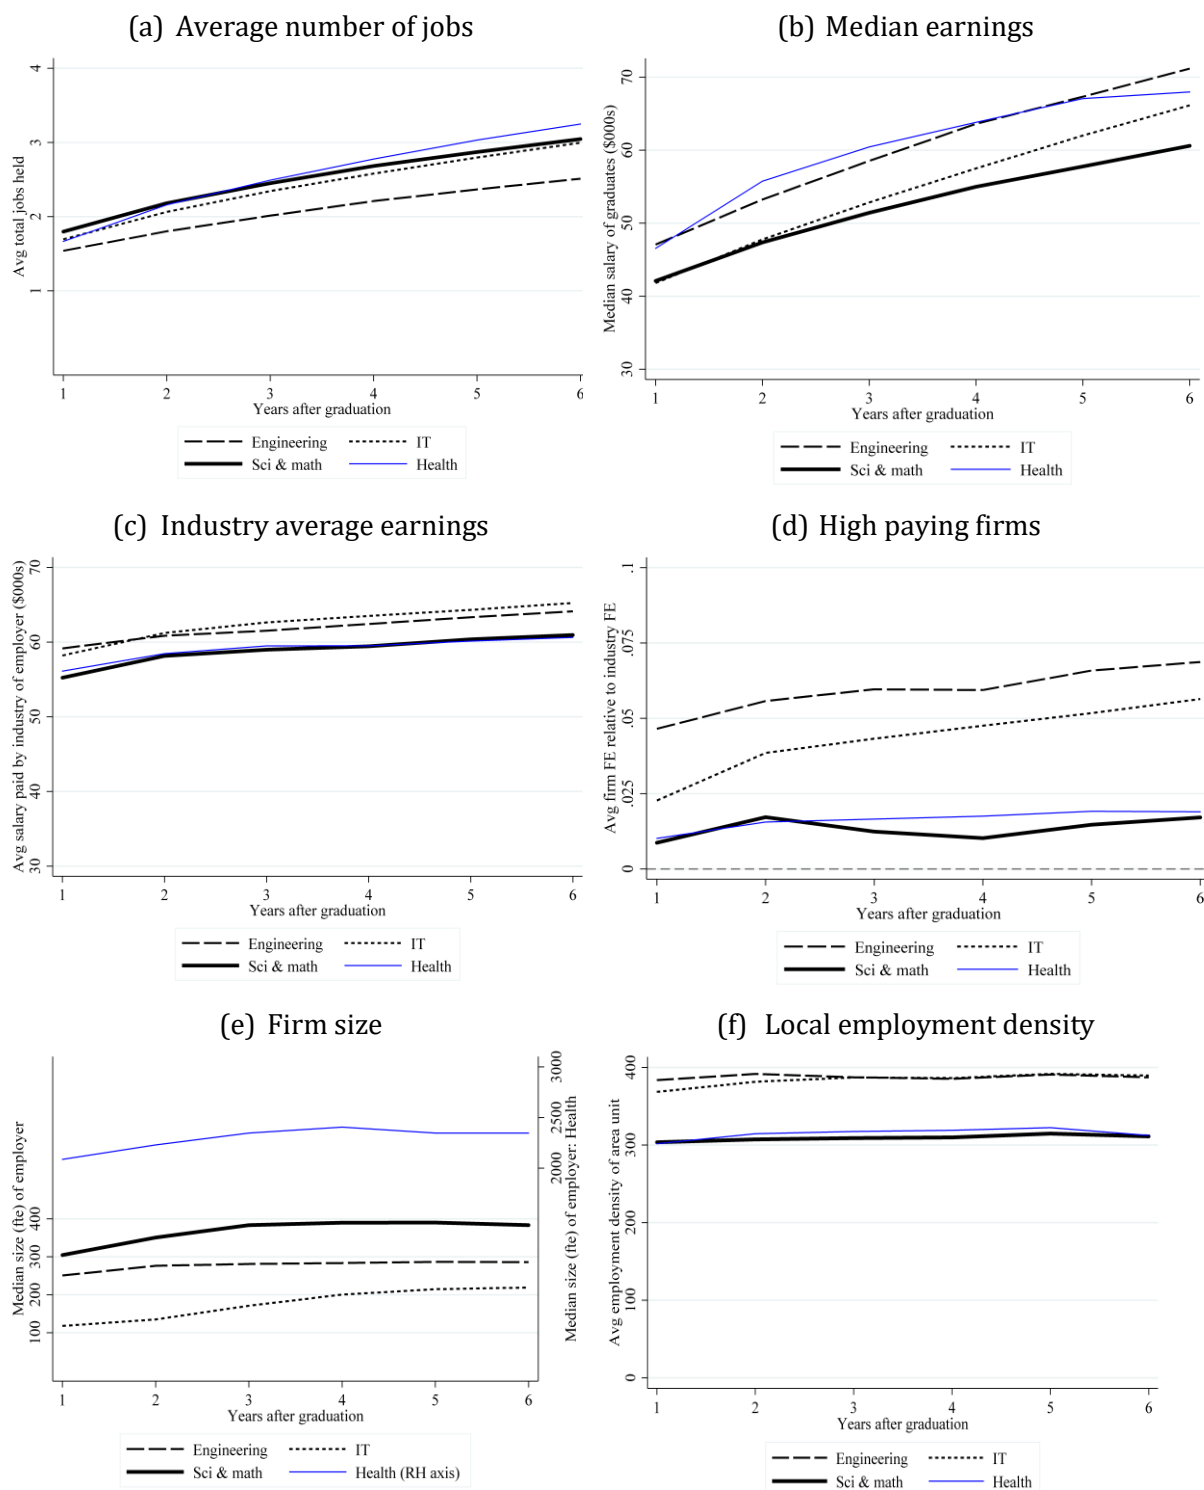 (a) Average number of jobs
Avg total jobs held
4
3
2
1
1 2 3 4 5 6
Years after graduation
Engineering IT
Sci & math Health
(b) Median earnings
Median salary of graduates ($000s)
70
60
50
40
30
1 2 3 4 5 6
Years after graduation
Engineering IT
Sci & math Health
(c) Industry average earnings
Avg salary paid by industry of employer ($000s)
70
60
50
40
30
1 2 3 4 5 6
Years after graduation
Engineering IT
Sci & math Health
(d) High paying firms
Avg firm FE relative to industry FE
.1
.075
.05
.025
0
1 2 3 4 5 6
Years after graduation
Engineering IT
Sci & math Health
(e) Firm size
Median size (fte) of employer
400
300
200
100
3000
2500
2000
Median size (fte) of employer: Health
1 2 3 4 5 6
Years after graduation
Engineering IT
Sci & math Health (RH axis)
(f) Local employment density
Avg employment density of area unit
400
300
200
100
0
1 2 3 4 5 6
Years after graduation
Engineering IT
Sci & math Health